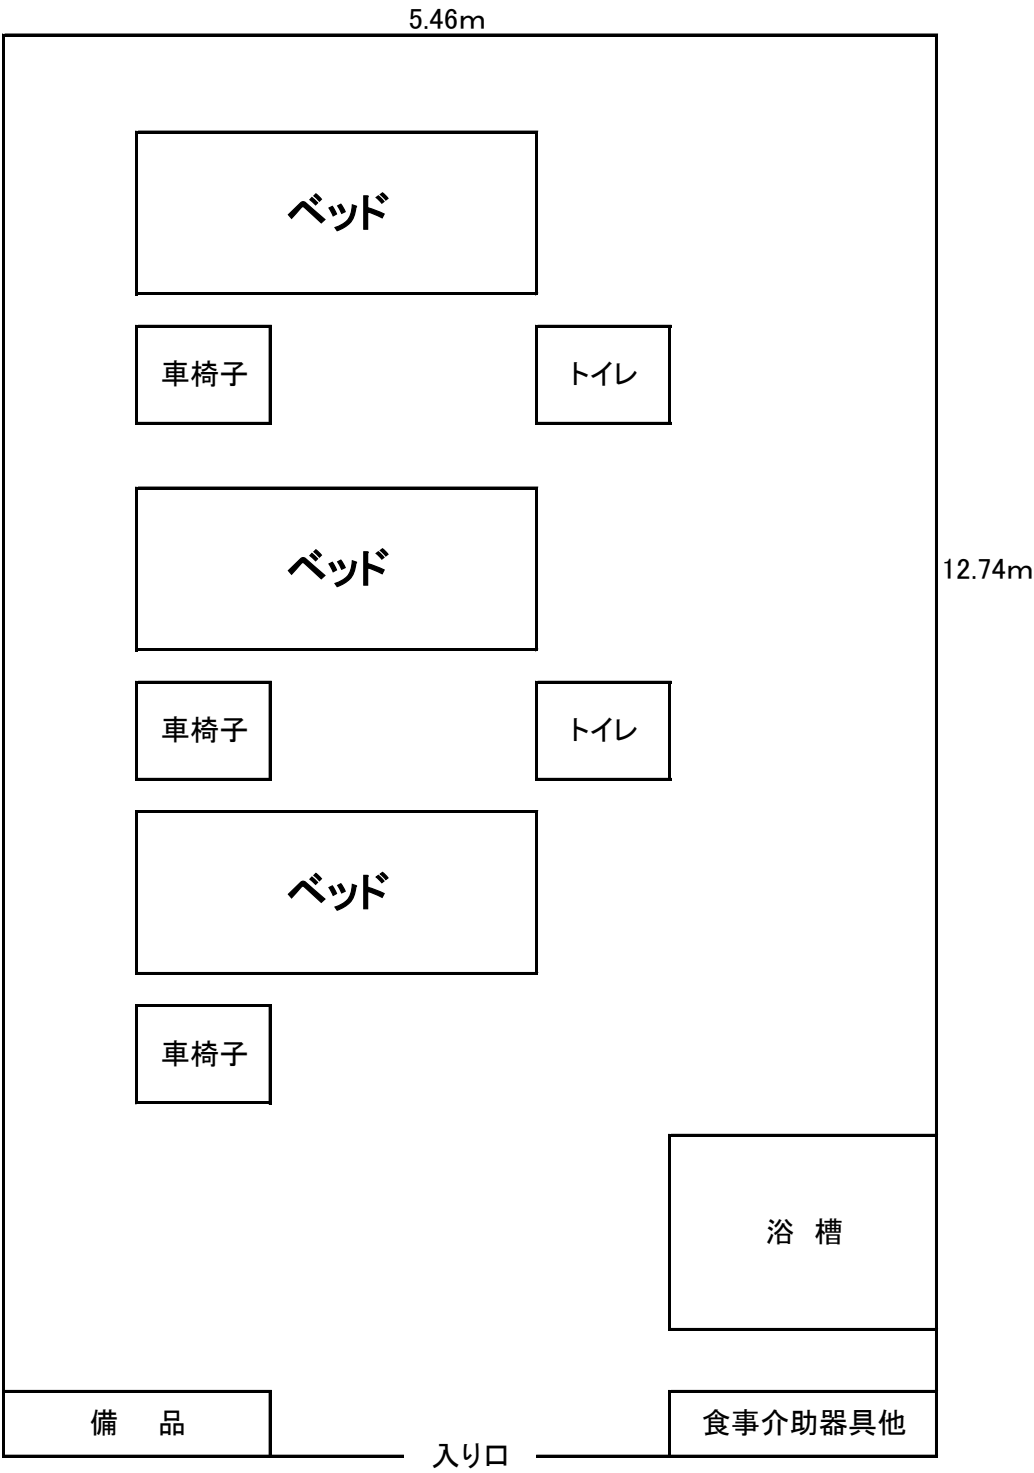 5.46ｍ
ベッド
車椅子
トイレ
ベッド
12.74ｍ
車椅子
トイレ
ベッド
車椅子
浴 槽
備 品
食事介助器具他
入り口